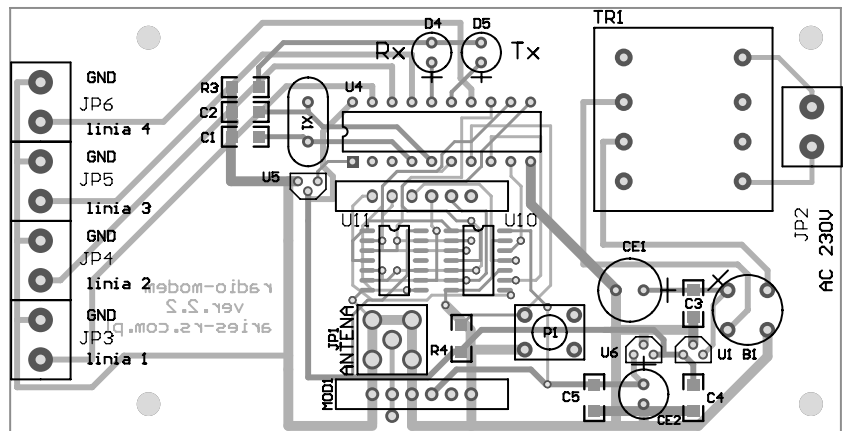 TR1
D4 D5
Rx Tx
GND
JP6
linia 4
R3
C2
C1
U4
X1
GND
JP5
linia 3
U5
U11 U10
JP2
AC 230V
GND
JP4
linia 2
CE1
C3
radio-modem
ver.2.2
aries-rs.com.pl
GND
JP3
linia 1
JP1
ANTENA
R4
P1
U6
U1
B1
MOD1
C5
CE2
C4